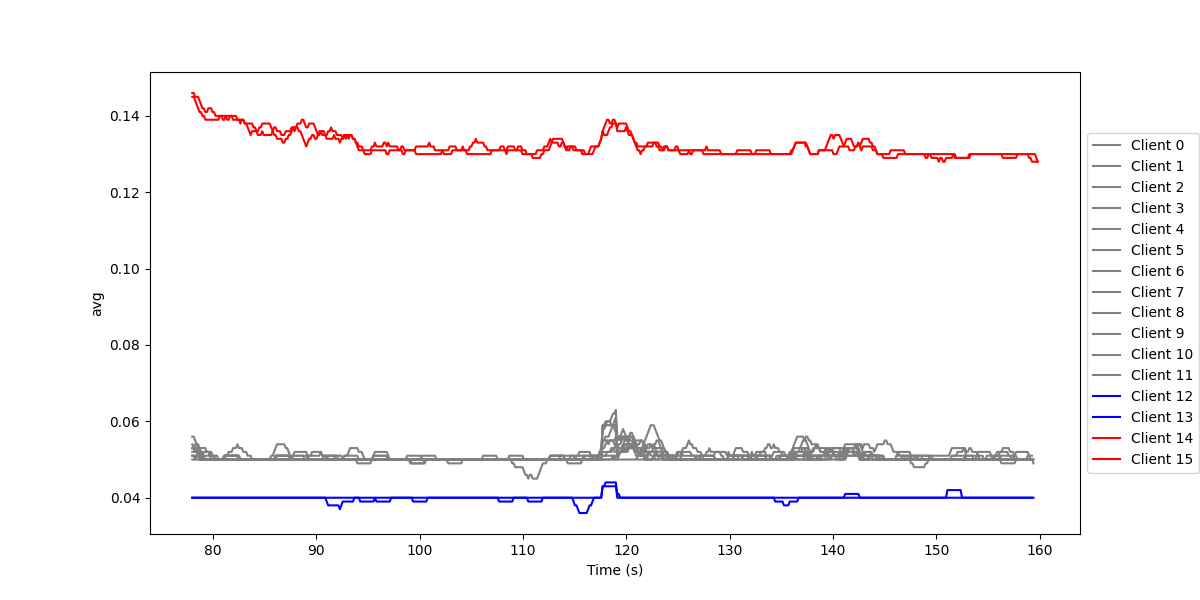 0.14
0.12
0.10
0.08
0.06
0.04
avg
80 90 100 110 120 130 140 150 160
Time (s)
Client 0
Client 1
Client 2
Client 3
Client 4
Client 5
Client 6
Client 7
Client 8
Client 9
Client 10
Client 11
Client 12
Client 13
Client 14
Client 15